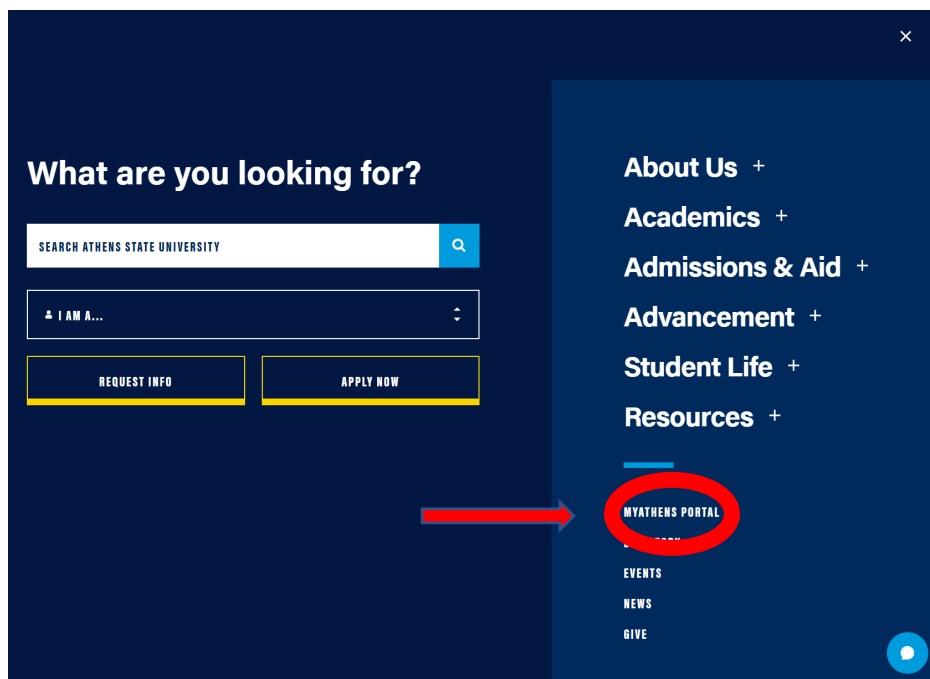 What are you looking for?
SEARCH ATHENS STATE UNIVERSITY
I AM A...
REQUEST INFO
APPLY NOW
About Us +
Academics +
Admissions & Aid +
Advancement +
Student Life +
Resources +
MYATHENS PORTAL
EVENTS
NEWS
GIVE